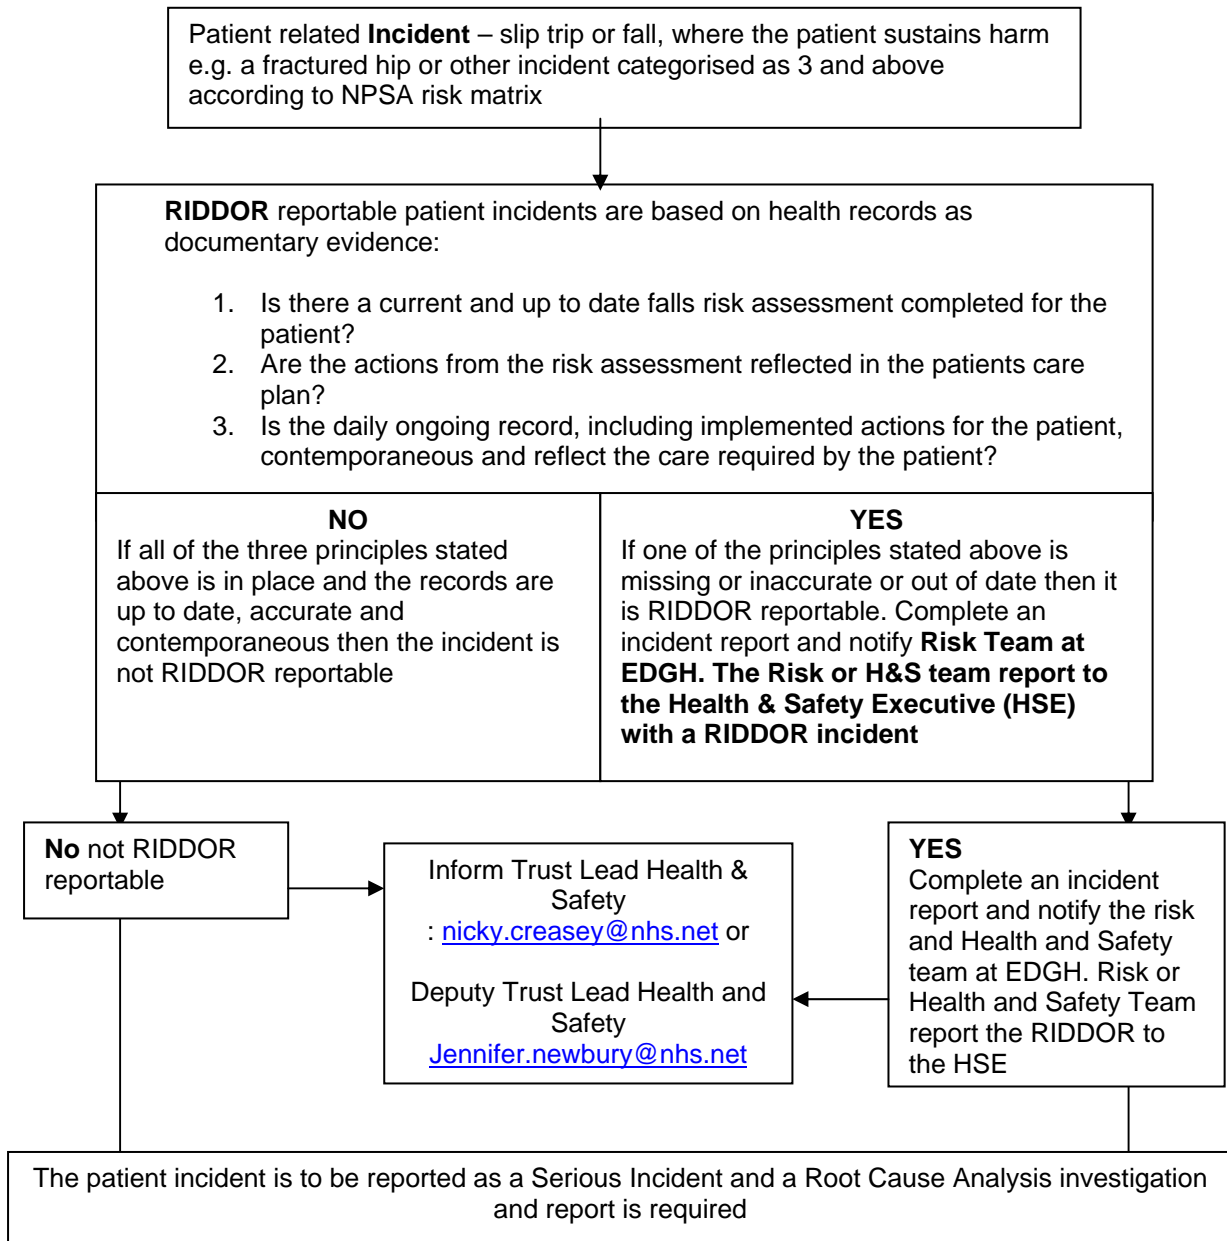 Patient related Incident – slip trip or fall, where the patient sustains harm
e.g. a fractured hip or other incident categorised as 3 and above
according to NPSA risk matrix
RIDDOR reportable patient incidents are based on health records as
documentary evidence:
1. Is there a current and up to date falls risk assessment completed for the
patient?
2. Are the actions from the risk assessment reflected in the patients care
plan?
3. Is the daily ongoing record, including implemented actions for the patient,
contemporaneous and reflect the care required by the patient?
NO
If all of the three principles stated
above is in place and the records are
up to date, accurate and
contemporaneous then the incident is
not RIDDOR reportable
YES
If one of the principles stated above is
missing or inaccurate or out of date then it
is RIDDOR reportable. Complete an
incident report and notify Risk Team at
EDGH. The Risk or H&S team report to
the Health & Safety Executive (HSE)
with a RIDDOR incident
No not RIDDOR
reportable
Inform Trust Lead Health &
Safety
: nicky.creasey@nhs.net or
Deputy Trust Lead Health and
Safety
Jennifer.newbury@nhs.net
YES
Complete an incident
report and notify the risk
and Health and Safety
team at EDGH. Risk or
Health and Safety Team
report the RIDDOR to
the HSE
The patient incident is to be reported as a Serious Incident and a Root Cause Analysis investigation
and report is required